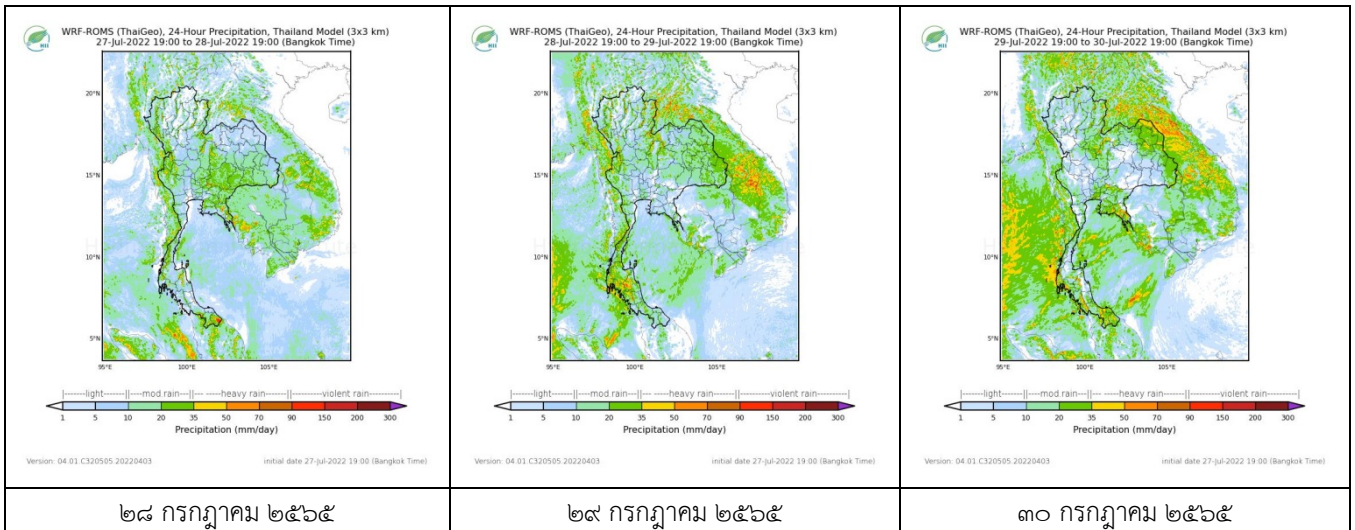 HII
WRF-ROMS (ThaiGeo), 24-Hour Precipitation, Thailand Model (3x3 km)
27-Jul-2022 19:00 to 28-Jul-2022 19:00 (Bangkok Time)
20°N
15°N
10°N
5°N
95°E 100°E 105°E
|-------light------||---mod.rain---||--- ---heavy rain---||-------violent rain-------|
1 5 10 20 35 50 70 90 150 200 300
Precipitation (mm/day)
Version: 04.01.C320505.20220403 initial date 27-Jul-2022 19:00 (Bangkok Time)
๒๘ กรกฎาคม ๒๕๖๕
HII
WRF-ROMS (ThaiGeo), 24-Hour Precipitation, Thailand Model (3x3 km)
28-Jul-2022 19:00 to 29-Jul-2022 19:00 (Bangkok Time)
20°N
15°N
10°N
5°N
95°E 100°E 105°E
|-------light------||---mod.rain---||--- ---heavy rain---||-------violent rain-------|
1 5 10 20 35 50 70 90 150 200 300
Precipitation (mm/day)
Version: 04.01.C320505.20220403 initial date 27-Jul-2022 19:00 (Bangkok Time)
๒๙ กรกฎาคม ๒๕๖๕
HII
WRF-ROMS (ThaiGeo), 24-Hour Precipitation, Thailand Model (3x3 km)
29-Jul-2022 19:00 to 30-Jul-2022 19:00 (Bangkok Time)
20°N
15°N
10°N
5°N
95°E 100°E 105°E
|-------light------||---mod.rain---||--- ---heavy rain---||-------violent rain-------|
1 5 10 20 35 50 70 90 150 200 300
Precipitation (mm/day)
Version: 04.01.C320505.20220403 initial date 27-Jul-2022 19:00 (Bangkok Time)
๓๐ กรกฎาคม ๒๕๖๕